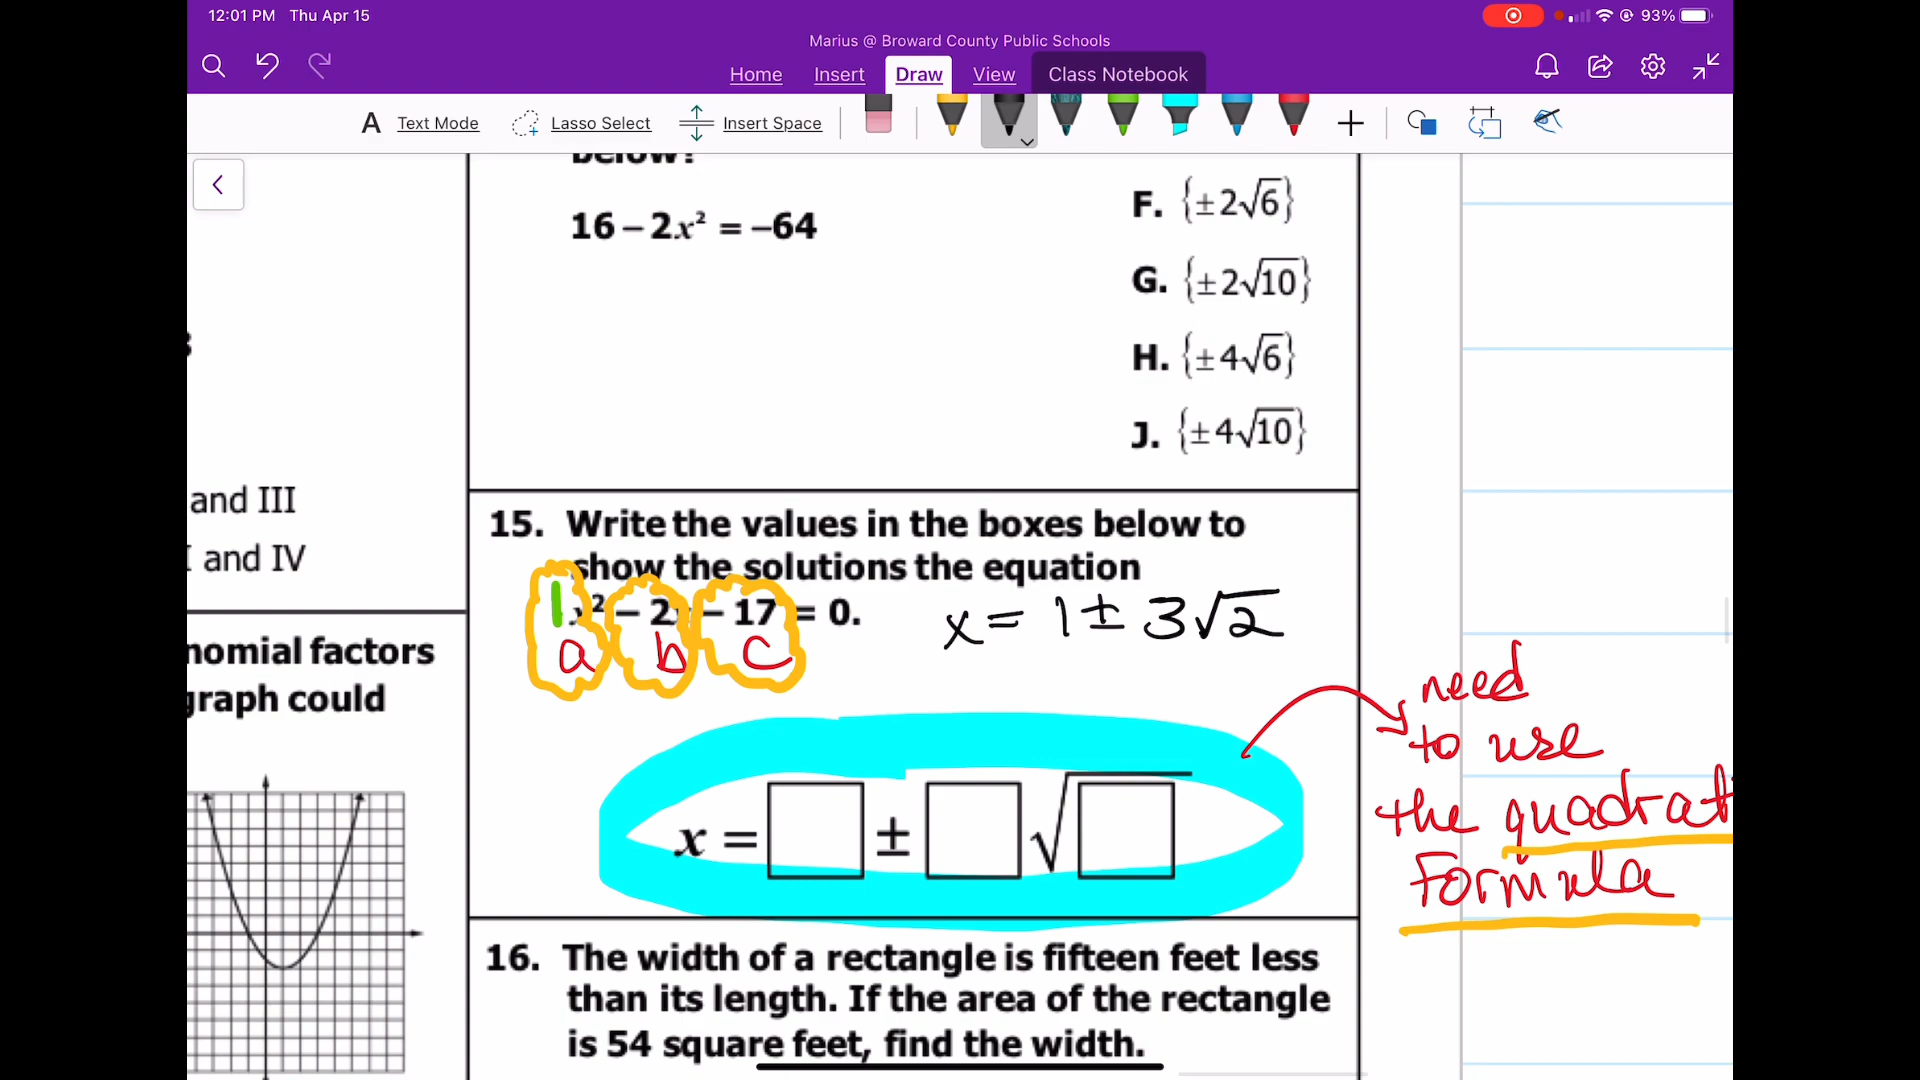 12:01 PM Thu Apr 15
93%
Marius @ Broward County Public Schools
Home Insert Draw View Class Notebook
A Text Mode Lasso Select Insert Space
below?
16 – 2x² = –64
F. {±2√6}
G. {±2√10}
H. {±4√6}
J. {±4√10}
and III
and IV
nomial factors
graph could
15. Write the values in the boxes below to
show the solutions the equation
1x² – 2x – 17 = 0.
a b c
x = 1 ± 3√2
x = ± √
need
to use
the quadrat
Formula
16. The width of a rectangle is fifteen feet less
than its length. If the area of the rectangle
is 54 square feet, find the width.